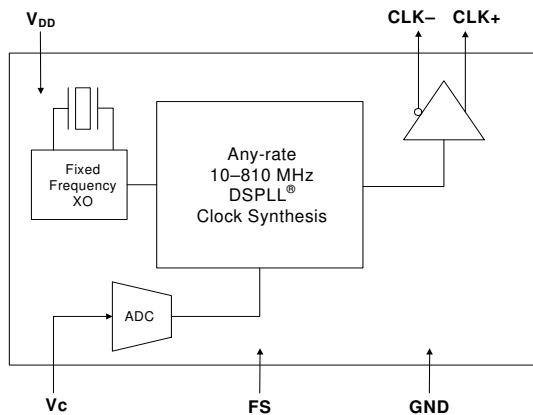 VDD
CLK–
CLK+
Fixed
Frequency
XO
Any-rate
10–810 MHz
DSPLL®
Clock Synthesis
ADC
Vc
FS
GND